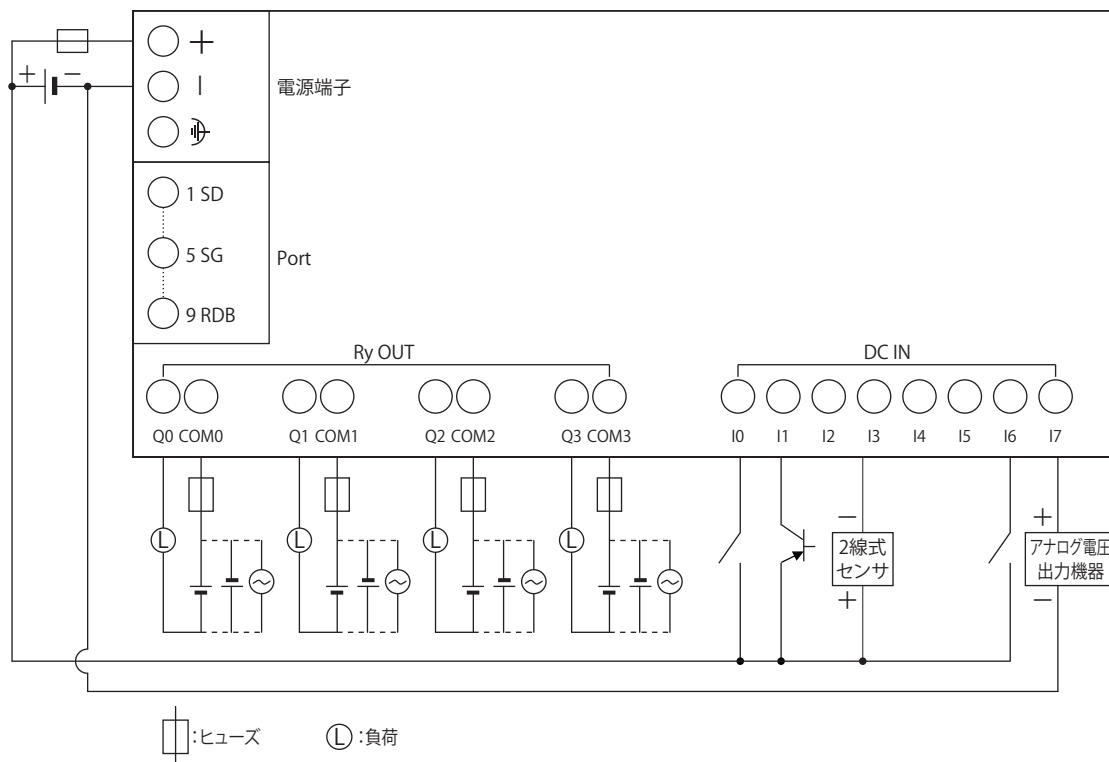 +
+ −
−
電源端子
1 SD
5 SG
Port
9 RDB
Ry OUT
DC IN
Q0 COM0
Q1 COM1
Q2 COM2
Q3 COM3
I0
I1
I2
I3
I4
I5
I6
I7
L
L
L
L
−
2線式
センサ
+
+
アナログ電圧
出力機器
−
:ヒューズ
L :負荷